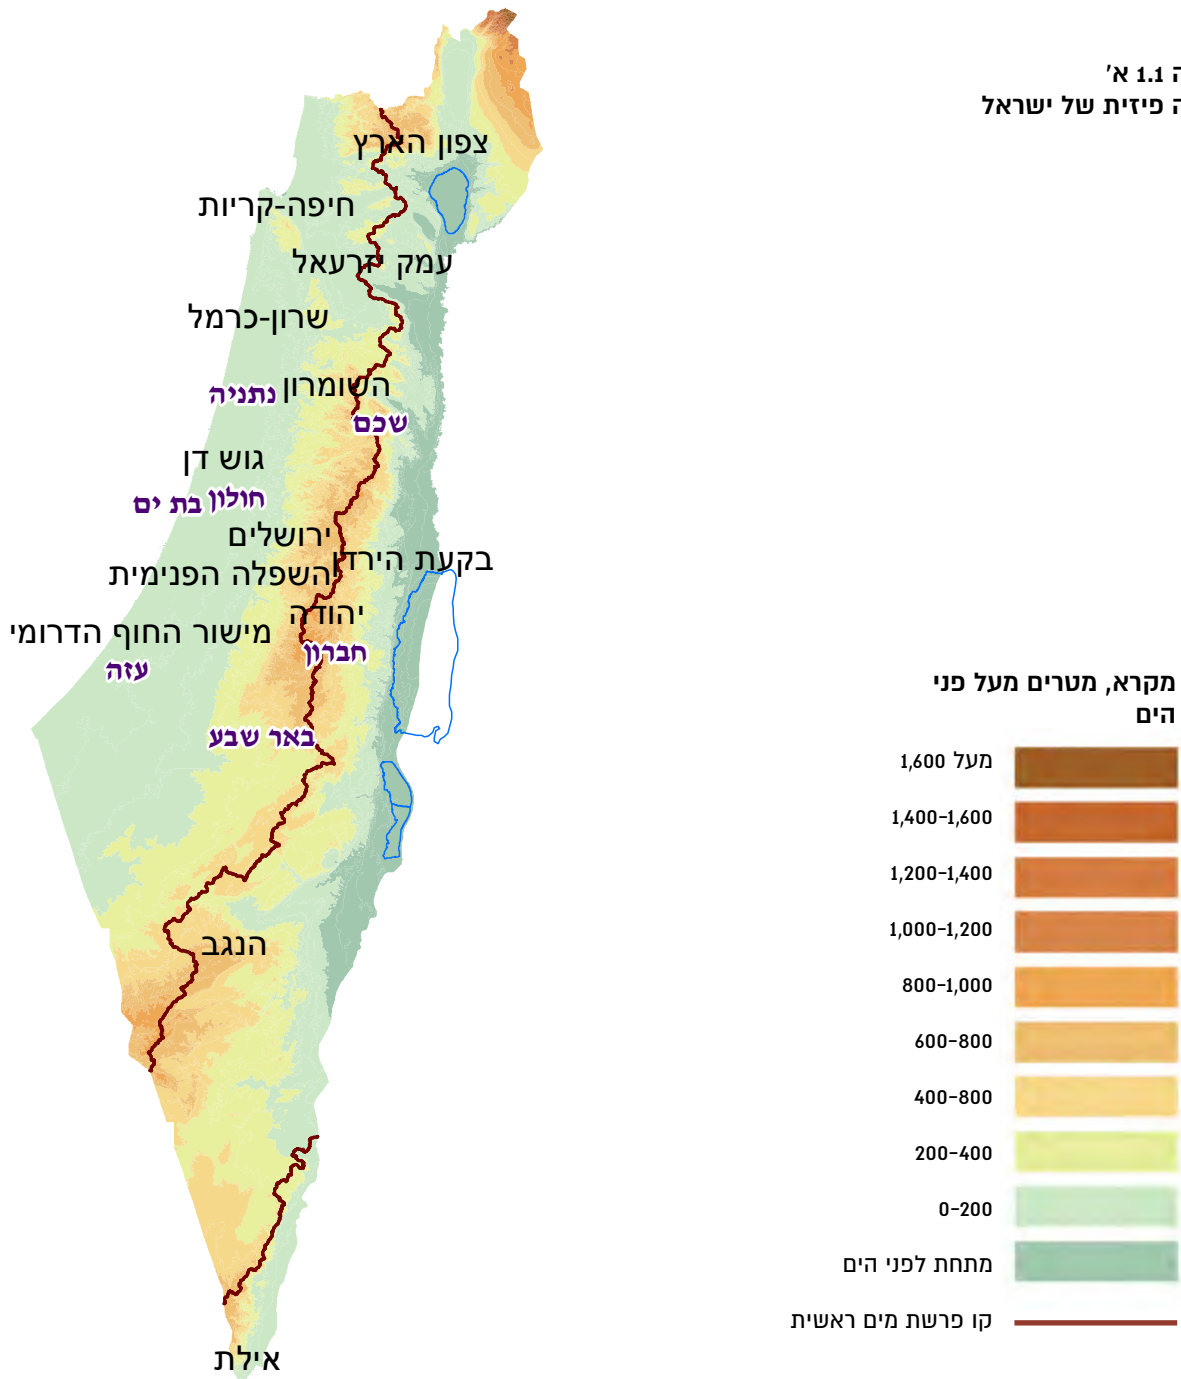 ה 1.1 א'
ה פיזית של ישראל
צפון הארץ
חיפה-קריות
עמק יזרעאל
שרון-כרמל
השומרון
נתניה
שכם
גוש דן
חולון
בת ים
ירושלים
בקעת הירדן
השפלה הפנימית
יהודה
מישור החוף הדרומי
חברון
עזה
באר שבע
הנגב
אילת
מקרא, מטרים מעל פני
הים
מעל 1,600
1,400-1,600
1,200-1,400
1,000-1,200
800-1,000
600-800
400-800
200-400
0-200
מתחת לפני הים
קו פרשת מים ראשית